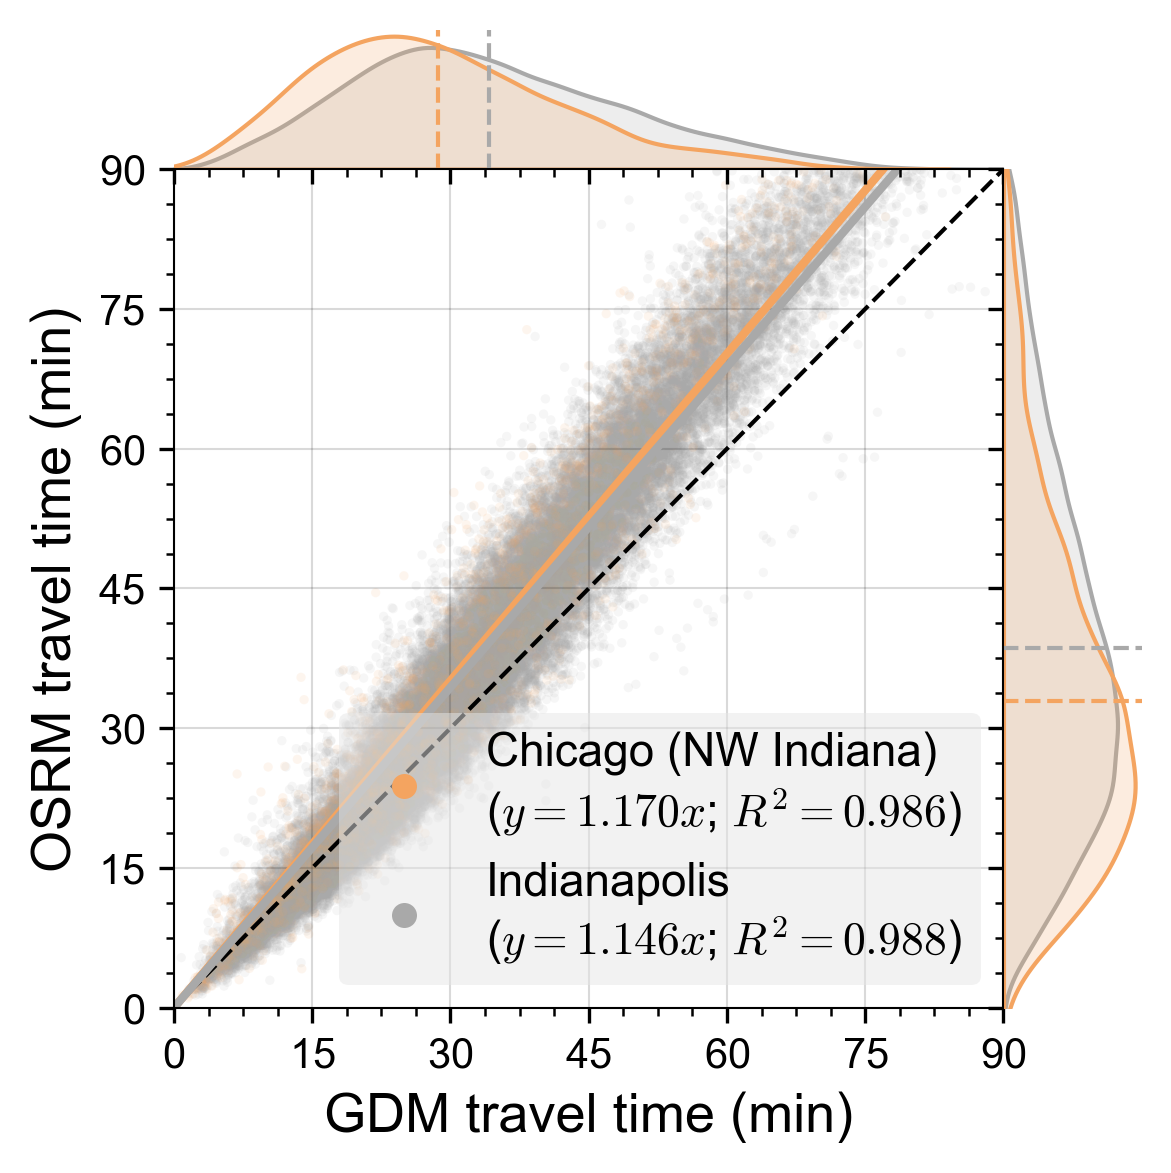 90
75
60
45
30
15
0
OSRM travel time (min)
Chicago (NW Indiana)
(y = 1.170x; R² = 0.986)
Indianapolis
(y = 1.146x; R² = 0.988)
0 15 30 45 60 75 90
GDM travel time (min)